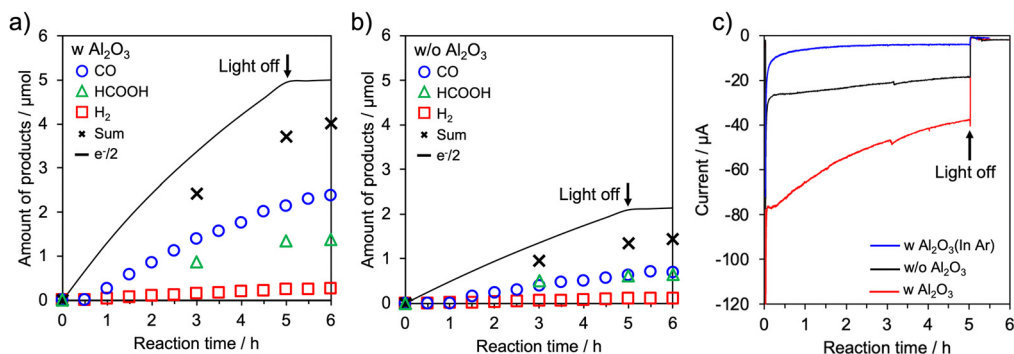 a)
Amount of products / μmol
6
5
4
3
2
1
0
w Al₂O₃
CO
HCOOH
H₂
Sum
e⁻/2
Light off
0 1 2 3 4 5 6
Reaction time / h
b)
Amount of products / μmol
6
5
4
3
2
1
0
w/o Al₂O₃
CO
HCOOH
H₂
Sum
e⁻/2
Light off
0 1 2 3 4 5 6
Reaction time / h
c)
Current / μA
0
-20
-40
-60
-80
-100
-120
Light off
w Al₂O₃(In Ar)
w/o Al₂O₃
w Al₂O₃
0 1 2 3 4 5 6
Reaction time / h